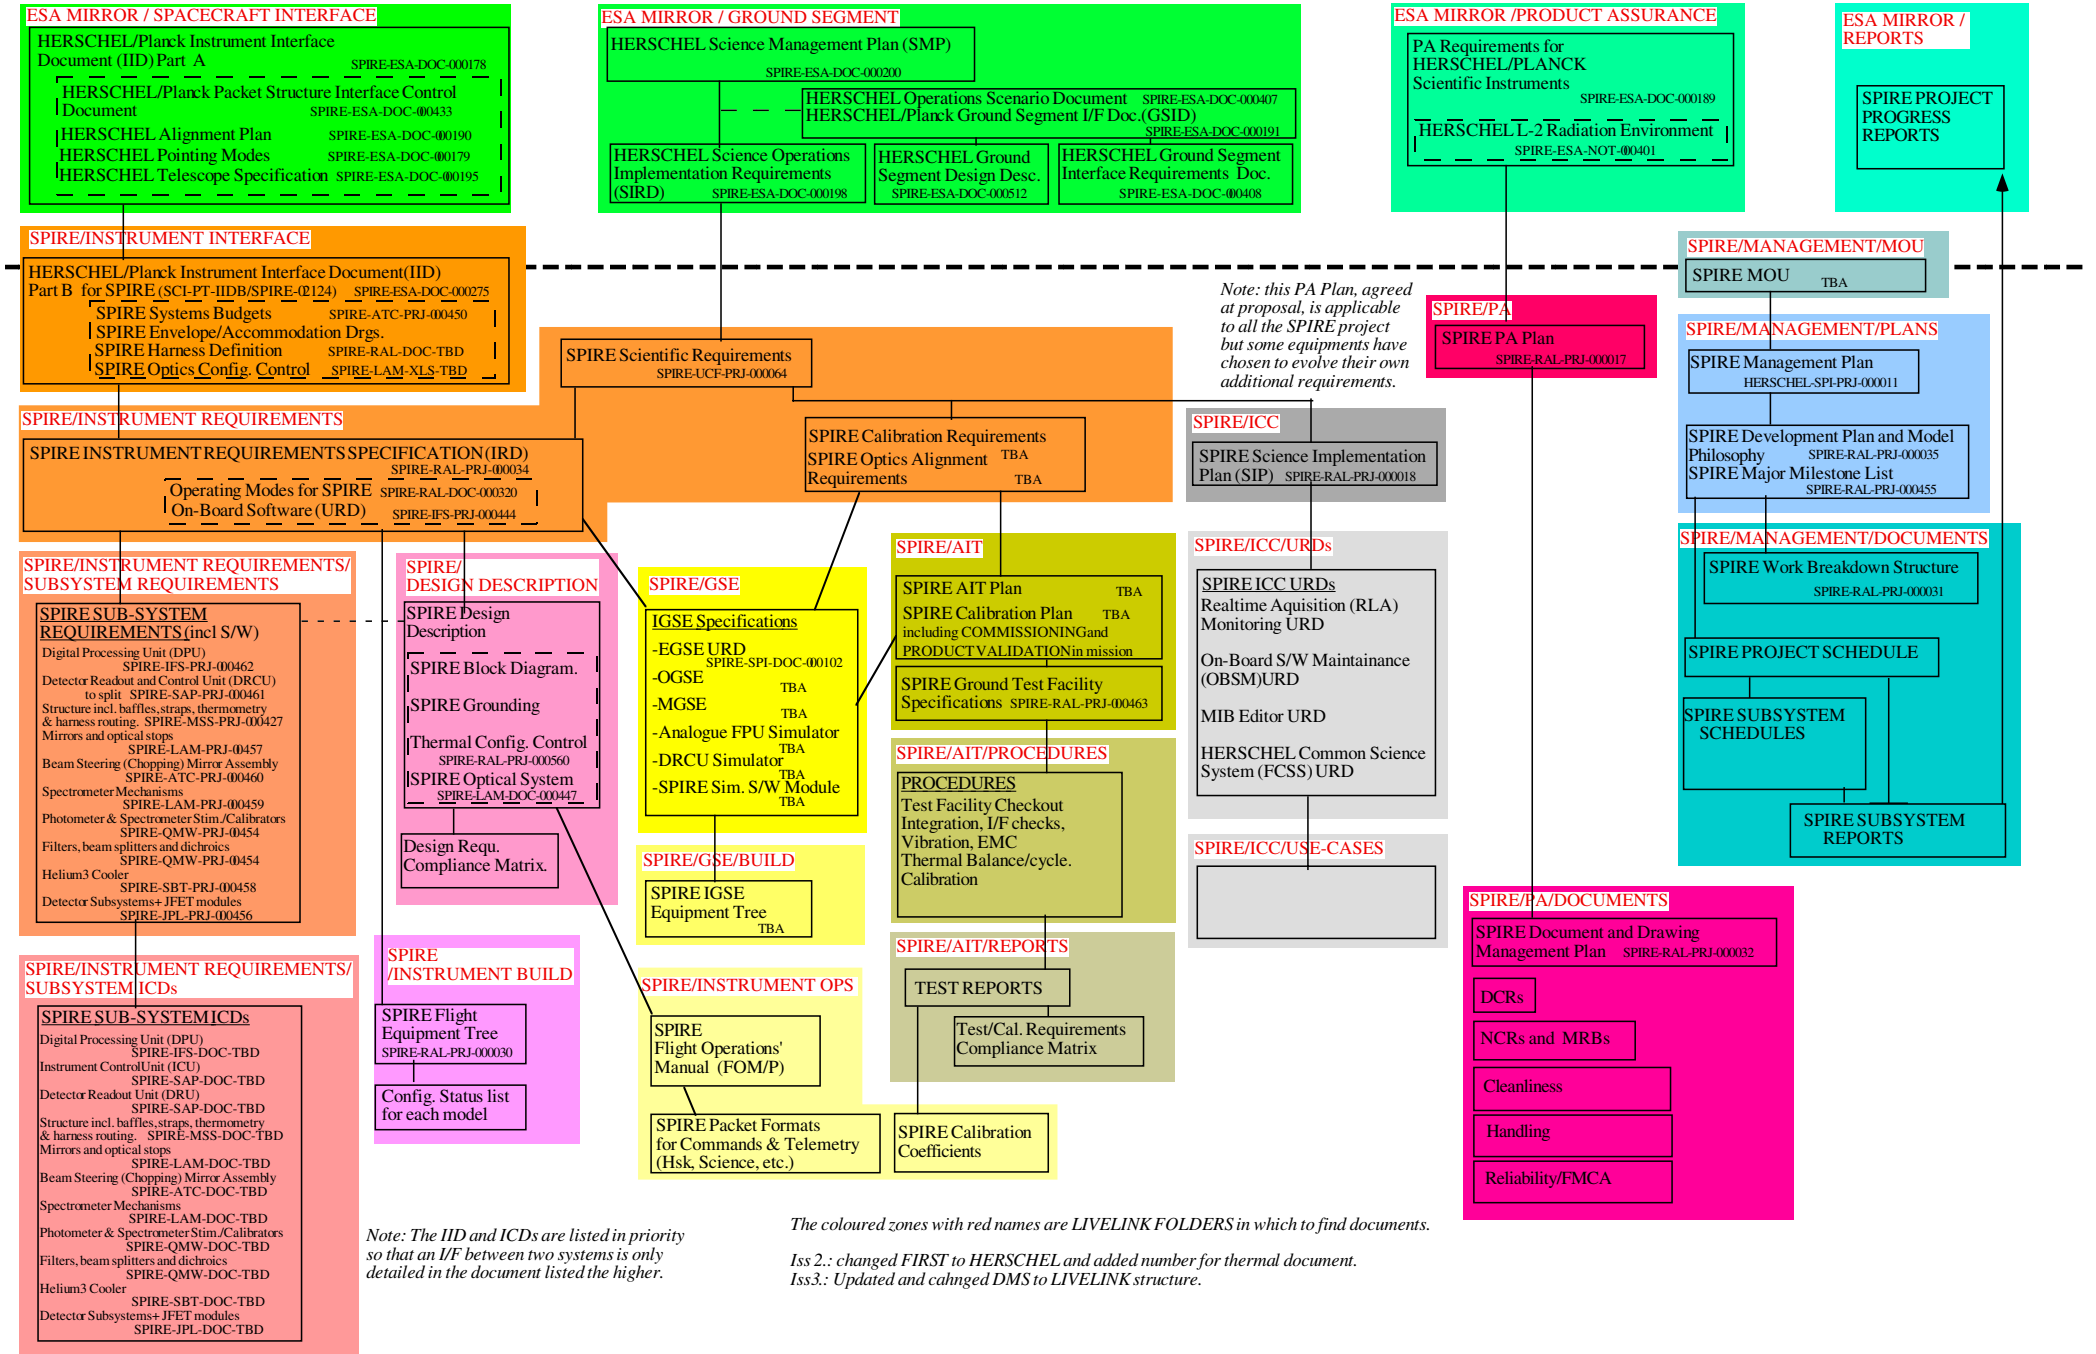 ESA MIRROR / SPACECRAFT INTERFACE
HERSCHEL/Planck Instrument Interface
Document (IID) Part A SPIRE-ESA-DOC-000178
HERSCHEL/Planck Packet Structure Interface Control
Document SPIRE-ESA-DOC-000433
HERSCHEL Alignment Plan SPIRE-ESA-DOC-000190
HERSCHEL Pointing Modes SPIRE-ESA-DOC-000179
HERSCHEL Telescope Specification SPIRE-ESA-DOC-000195
ESA MIRROR / GROUND SEGMENT
HERSCHEL Science Management Plan (SMP)
SPIRE-ESA-DOC-000200
HERSCHEL Operations Scenario Document SPIRE-ESA-DOC-000407
HERSCHEL/Planck Ground Segment I/F Doc.(GSID)
SPIRE-ESA-DOC-000191
HERSCHEL Science Operations
Implementation Requirements
(SIRD) SPIRE-ESA-DOC-000198
HERSCHEL Ground
Segment Design Desc.
SPIRE-ESA-DOC-000512
HERSCHEL Ground Segment
Interface Requirements Doc.
SPIRE-ESA-DOC-000408
ESA MIRROR /PRODUCT ASSURANCE
PA Requirements for
HERSCHEL/PLANCK
Scientific Instruments
SPIRE-ESA-DOC-000189
HERSCHEL L-2 Radiation Environment
SPIRE-ESA-NOT-000401
ESA MIRROR /
REPORTS
SPIRE PROJECT
PROGRESS
REPORTS
SPIRE/INSTRUMENT INTERFACE
HERSCHEL/Planck Instrument Interface Document(IID)
Part B for SPIRE (SCI-PT-IIDB/SPIRE-02124) SPIRE-ESA-DOC-000275
SPIRE Systems Budgets SPIRE-ATC-PRJ-000450
SPIRE Envelope/Accommodation Drgs.
SPIRE Harness Definition SPIRE-RAL-DOC-TBD
SPIRE Optics Config. Control SPIRE-LAM-XLS-TBD
SPIRE/INSTRUMENT REQUIREMENTS
SPIRE INSTRUMENT REQUIREMENTS SPECIFICATION (IRD)
SPIRE-RAL-PRJ-000034
Operating Modes for SPIRE SPIRE-RAL-DOC-000320
On-Board Software (URD) SPIRE-IFS-PRJ-000444
SPIRE Scientific Requirements
SPIRE-UCF-PRJ-000064
SPIRE Calibration Requirements
SPIRE Optics Alignment TBA
Requirements TBA
Note: this PA Plan, agreed
at proposal, is applicable
to all the SPIRE project
but some equipments have
chosen to evolve their own
additional requirements.
SPIRE/PA
SPIRE PA Plan
SPIRE-RAL-PRJ-000017
SPIRE/ICC
SPIRE Science Implementation
Plan (SIP) SPIRE-RAL-PRJ-000018
SPIRE/MANAGEMENT/MOU
SPIRE MOU TBA
SPIRE/MANAGEMENT/PLANS
SPIRE Management Plan
HERSCHEL-SPI-PRJ-000011
SPIRE Development Plan and Model
Philosophy SPIRE-RAL-PRJ-000035
SPIRE Major Milestone List
SPIRE-RAL-PRJ-000455
SPIRE/MANAGEMENT/DOCUMENTS
SPIRE Work Breakdown Structure
SPIRE-RAL-PRJ-000031
SPIRE PROJECT SCHEDULE
SPIRE SUBSYSTEM
SCHEDULES
SPIRE SUBSYSTEM
REPORTS
SPIRE/INSTRUMENT REQUIREMENTS/
SUBSYSTEM REQUIREMENTS
SPIRE SUB-SYSTEM
REQUIREMENTS (incl S/W)
Digital Processing Unit (DPU)
SPIRE-IFS-PRJ-000462
Detector Readout and Control Unit (DRCU)
to split SPIRE-SAP-PRJ-000461
Structure incl. baffles,straps, thermometry
& harness routing. SPIRE-MSS-PRJ-000427
Mirrors and optical stops
SPIRE-LAM-PRJ-00457
Beam Steering (Chopping) Mirror Assembly
SPIRE-ATC-PRJ-000460
Spectrometer Mechanisms
SPIRE-LAM-PRJ-000459
Photometer & Spectrometer Stim./Calibrators
SPIRE-QMW-PRJ-00454
Filters, beam splitters and dichroics
SPIRE-QMW-PRJ-00454
Helium3 Cooler
SPIRE-SBT-PRJ-000458
Detector Subsystems+ JFET modules
SPIRE-JPL-PRJ-000456
SPIRE/
DESIGN DESCRIPTION
SPIRE Design
Description
SPIRE Block Diagram.
SPIRE Grounding
Thermal Config. Control
SPIRE-RAL-PRJ-000560
SPIRE Optical System
SPIRE-LAM-DOC-000447
Design Requ.
Compliance Matrix.
SPIRE/GSE
IGSE Specifications
-EGSE URD
SPIRE-SPI-DOC-000102
-OGSE
TBA
-MGSE
TBA
-Analogue FPU Simulator
TBA
-DRCU Simulator
TBA
-SPIRE Sim. S/W Module
TBA
SPIRE/GSE/BUILD
SPIRE IGSE
Equipment Tree
TBA
SPIRE/AIT
SPIRE AIT Plan TBA
SPIRE Calibration Plan TBA
including COMMISSIONING and
PRODUCT VALIDATION in mission
SPIRE Ground Test Facility
Specifications SPIRE-RAL-PRJ-000463
SPIRE/AIT/PROCEDURES
PROCEDURES
Test Facility Checkout
Integration, I/F checks,
Vibration, EMC
Thermal Balance/cycle.
Calibration
SPIRE/AIT/REPORTS
TEST REPORTS
Test/Cal. Requirements
Compliance Matrix
SPIRE/ICC/URDs
SPIRE ICC URDs
Realtime Aquisition (RLA)
Monitoring URD
On-Board S/W Maintainance
(OBSM)URD
MIB Editor URD
HERSCHEL Common Science
System (FCSS) URD
SPIRE/ICC/USE-CASES
SPIRE/PA/DOCUMENTS
SPIRE Document and Drawing
Management Plan SPIRE-RAL-PRJ-000032
DCRs
NCRs and MRBs
Cleanliness
Handling
Reliability/FMCA
SPIRE/INSTRUMENT REQUIREMENTS/
SUBSYSTEM ICDs
SPIRE SUB-SYSTEM ICDs
Digital Processing Unit (DPU)
SPIRE-IFS-DOC-TBD
Instrument ControlUnit (ICU)
SPIRE-SAP-DOC-TBD
Detector Readout Unit (DRU)
SPIRE-SAP-DOC-TBD
Structure incl. baffles,straps, thermometry
& harness routing. SPIRE-MSS-DOC-TBD
Mirrors and optical stops
SPIRE-LAM-DOC-TBD
Beam Steering (Chopping) Mirror Assembly
SPIRE-ATC-DOC-TBD
Spectrometer Mechanisms
SPIRE-LAM-DOC-TBD
Photometer & Spectrometer Stim./Calibrators
SPIRE-QMW-DOC-TBD
Filters, beam splitters and dichroics
SPIRE-QMW-DOC-TBD
Helium3 Cooler
SPIRE-SBT-DOC-TBD
Detector Subsystems+ JFET modules
SPIRE-JPL-DOC-TBD
SPIRE
/INSTRUMENT BUILD
SPIRE Flight
Equipment Tree
SPIRE-RAL-PRJ-000030
Config. Status list
for each model
SPIRE/INSTRUMENT OPS
SPIRE
Flight Operations'
Manual (FOM/P)
SPIRE Packet Formats
for Commands & Telemetry
(Hsk, Science, etc.)
SPIRE Calibration
Coefficients
Note: The IID and ICDs are listed in priority
so that an I/F between two systems is only
detailed in the document listed the higher.
The coloured zones with red names are LIVELINK FOLDERS in which to find documents.
Iss 2.: changed FIRST to HERSCHEL and added number for thermal document.
Iss3.: Updated and cahnged DMS to LIVELINK structure.